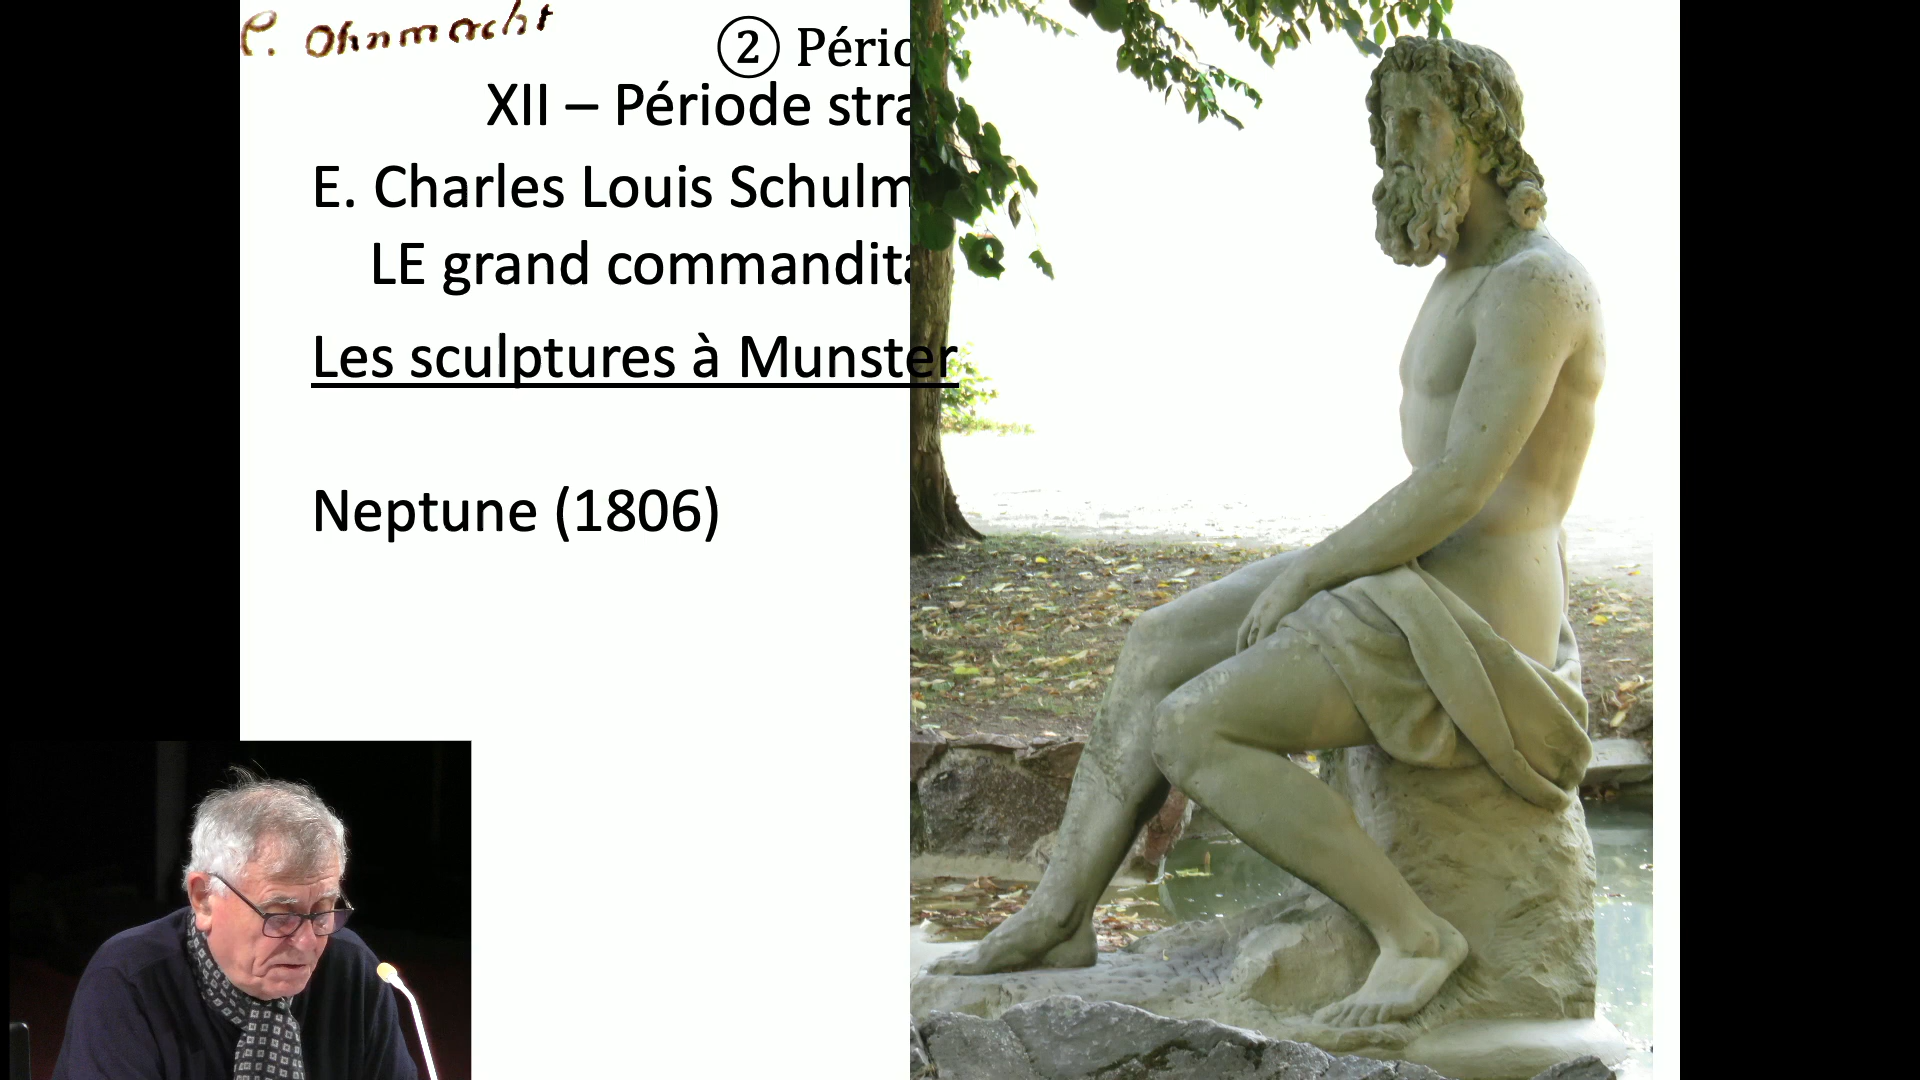 P. Ohnmacht
② Pério
XII – Période stra
E. Charles Louis Schulm
LE grand commandita
Les sculptures à Munster
Neptune (1806)